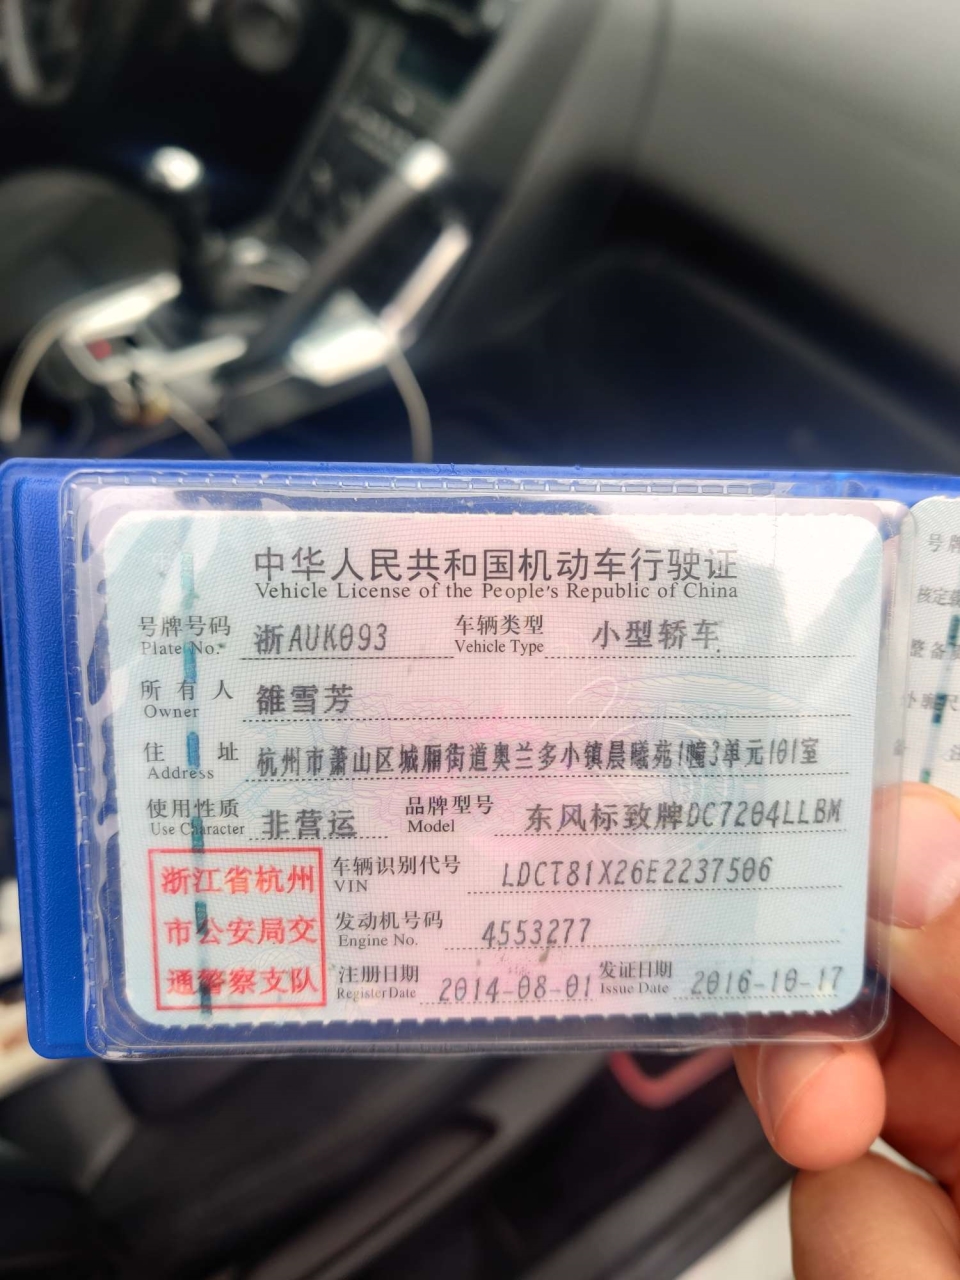 中华人民共和国机动车行驶证
Vehicle License of the People's Republic of China
号牌号码 浙AUK093 车辆类型 小型轿车
Plate No. Vehicle Type
所有人 雒雪芳
Owner
住址 杭州市萧山区城厢街道奥兰多小镇晨曦苑1幢3单元101室
Address
使用性质 非营运 品牌型号 东风标致牌DC7204LLBM
Use Character Model
浙江省杭州
市公安局交
通警察支队
车辆识别代号 LDCT81X26E2237506
VIN
发动机号码 4553277
Engine No.
注册日期 2014-08-01 发证日期 2016-10-17
Register Date Issue Date
号牌
核定载
整备